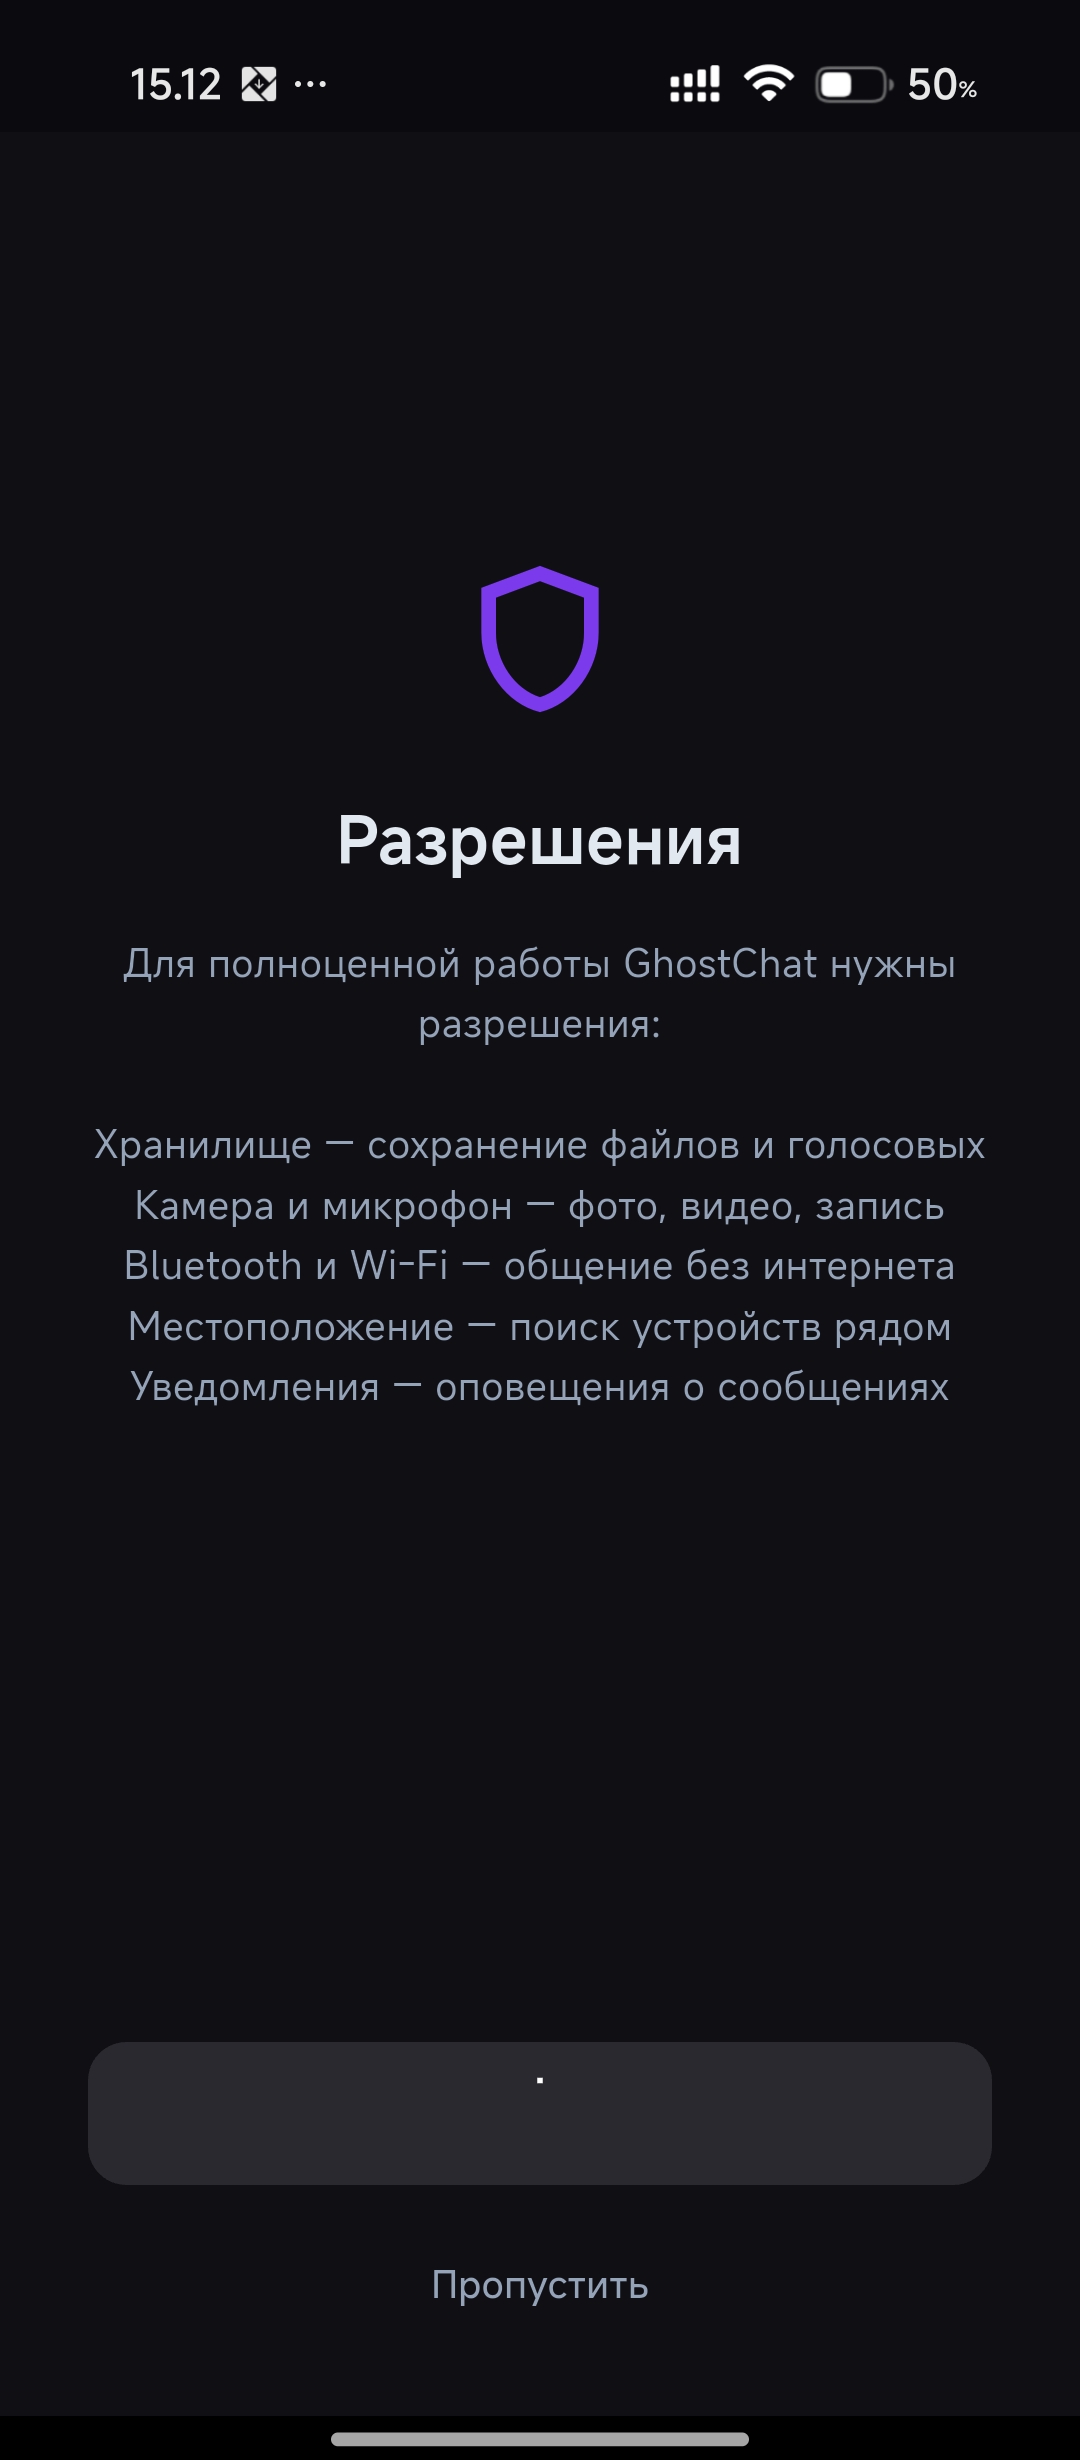 15.12 ... 50%
Разрешения
Для полноценной работы GhostChat нужны
разрешения:
Хранилище — сохранение файлов и голосовых
Камера и микрофон — фото, видео, запись
Bluetooth и Wi-Fi — общение без интернета
Местоположение — поиск устройств рядом
Уведомления — оповещения о сообщениях
Пропустить